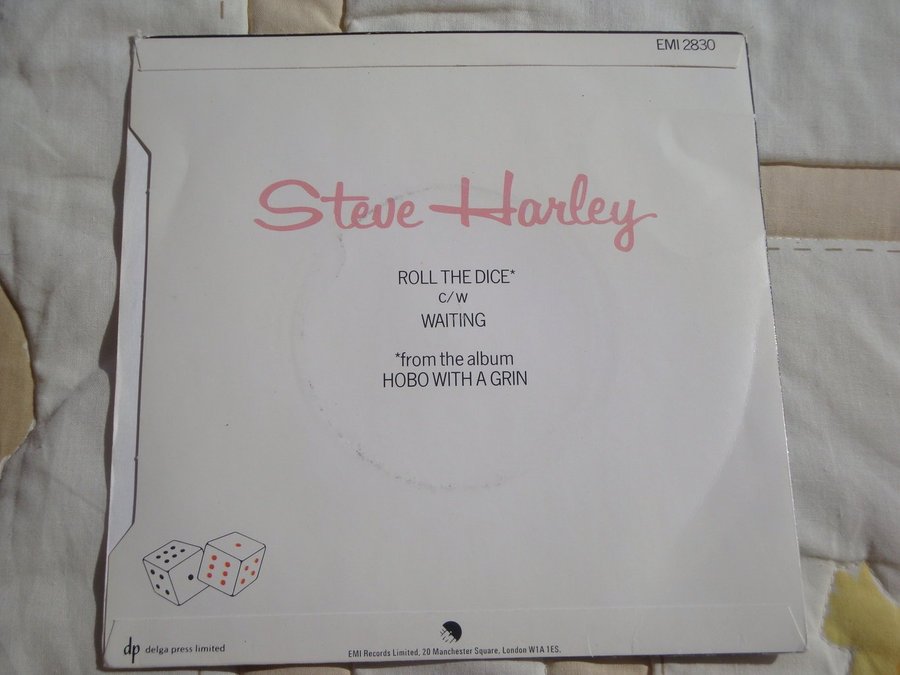 EMI 2830
Steve Harley
ROLL THE DICE*
c/w
WAITING
*from the album
HOBO WITH A GRIN
dp delga press limited
EMI Records Limited, 20 Manchester Square, London W1A 1ES.